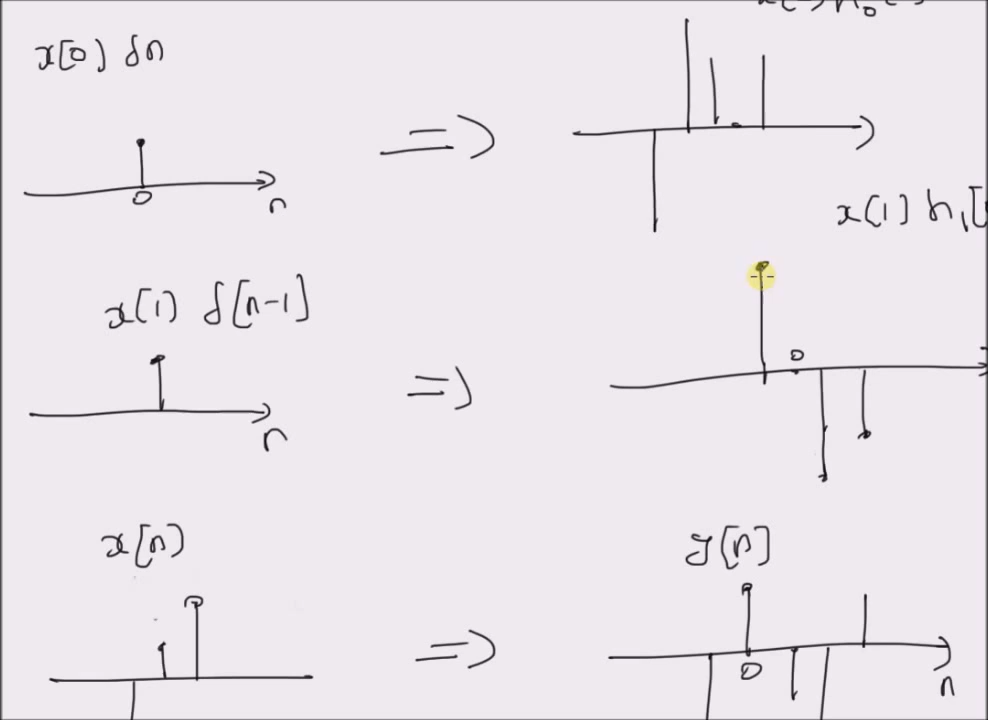 x[0] δn
0
n
x[1] h₁[
x[1] δ[n-1]
0
n
x[n]
y[n]
0
n